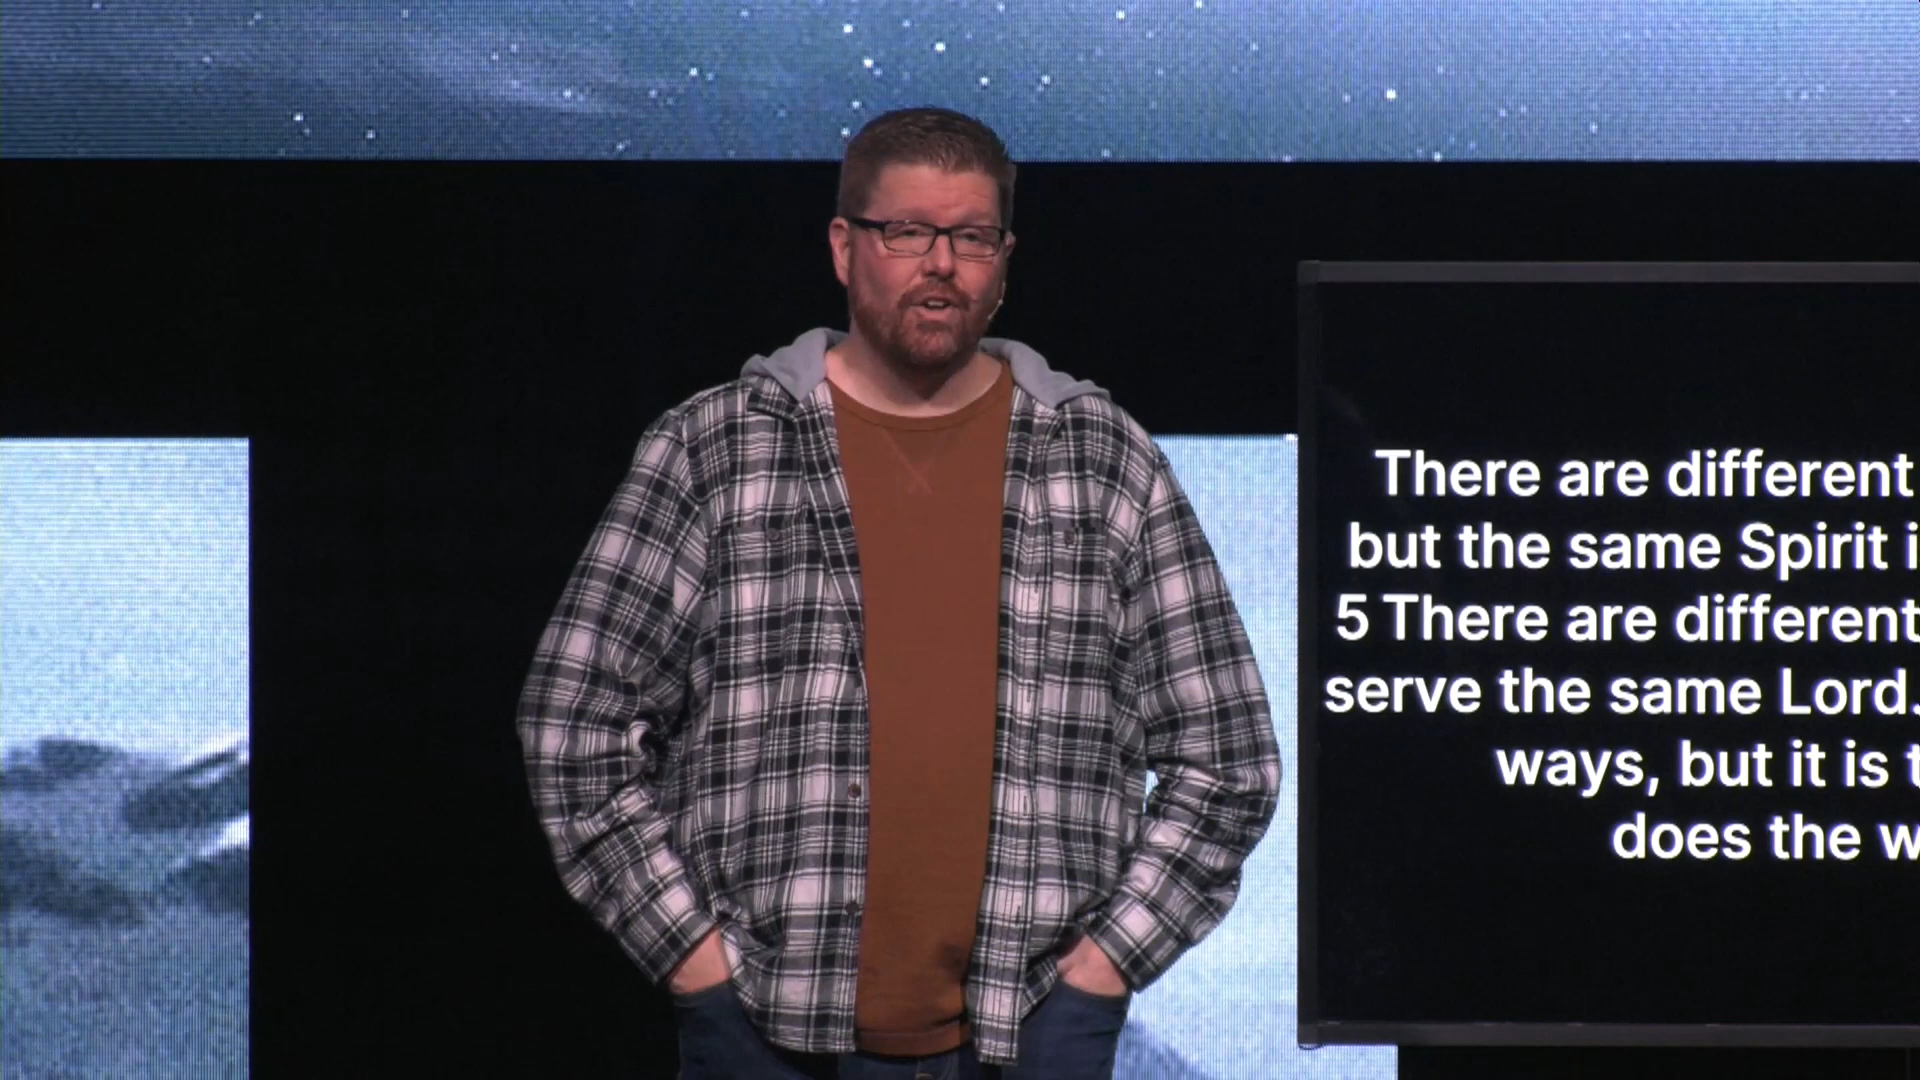 There are different
but the same Spirit
5 There are different
serve the same Lord.
ways, but it is
does the